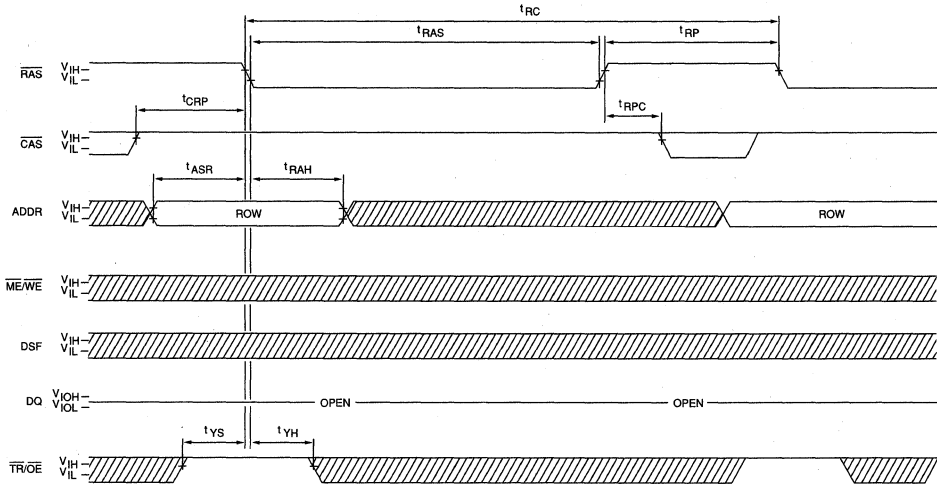 tRC
tRAS
tRP
RAS
VIH
VIL
tCRP
tRPC
CAS
VIH
VIL
tASR
tRAH
ADDR
VIH
VIL
ROW
ROW
ME/WE
VIH
VIL
DSF
VIH
VIL
DQ
VIOH
VIOL
OPEN
OPEN
tYS
tYH
TR/OE
VIH
VIL